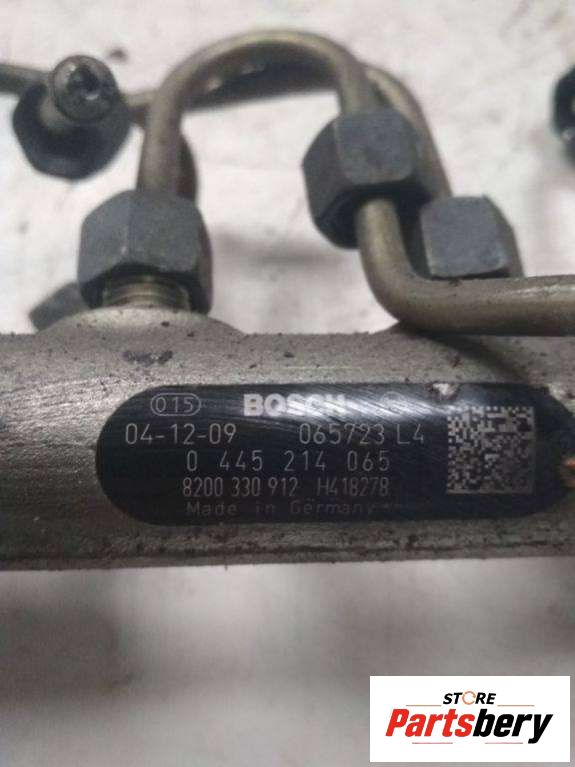 015 BOSCH
04-12-09 065723 L4
0 445 214 065
8200 330 912 H418278
Made in Germany
STORE
Partsbery